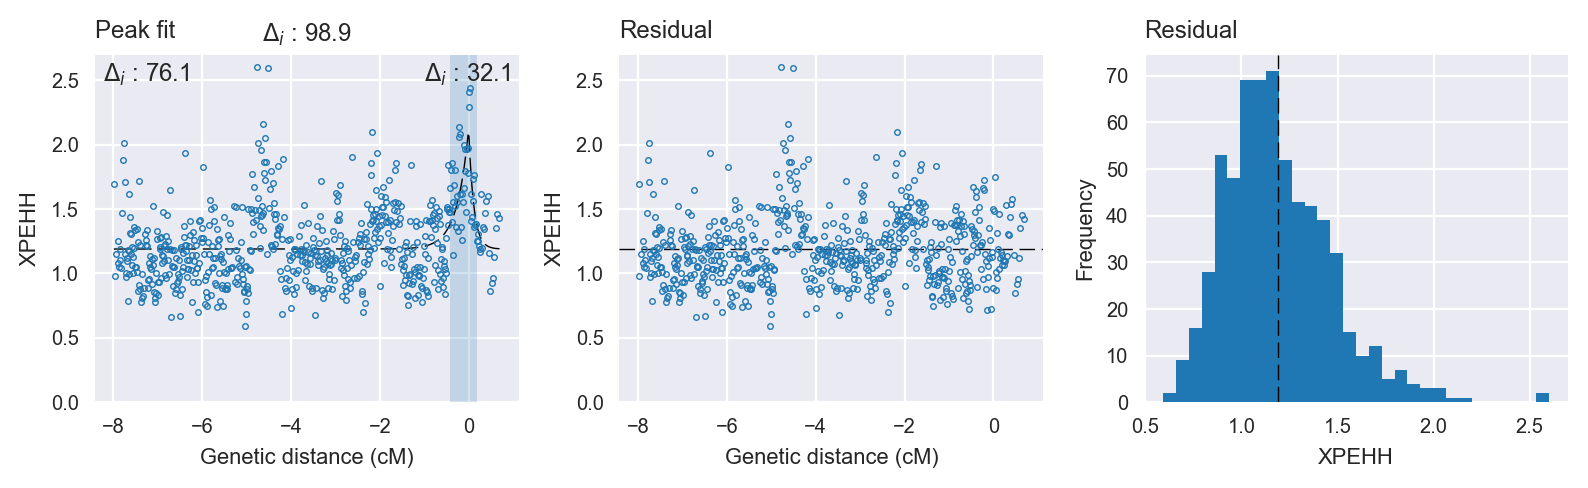 Peak fit
Δi : 98.9
Δi : 76.1
Δi : 32.1
XPEHH
2.5
2.0
1.5
1.0
0.5
0.0
−8 −6 −4 −2 0
Genetic distance (cM)
Residual
XPEHH
2.5
2.0
1.5
1.0
0.5
0.0
−8 −6 −4 −2 0
Genetic distance (cM)
Residual
Frequency
70
60
50
40
30
20
10
0
0.5 1.0 1.5 2.0 2.5
XPEHH